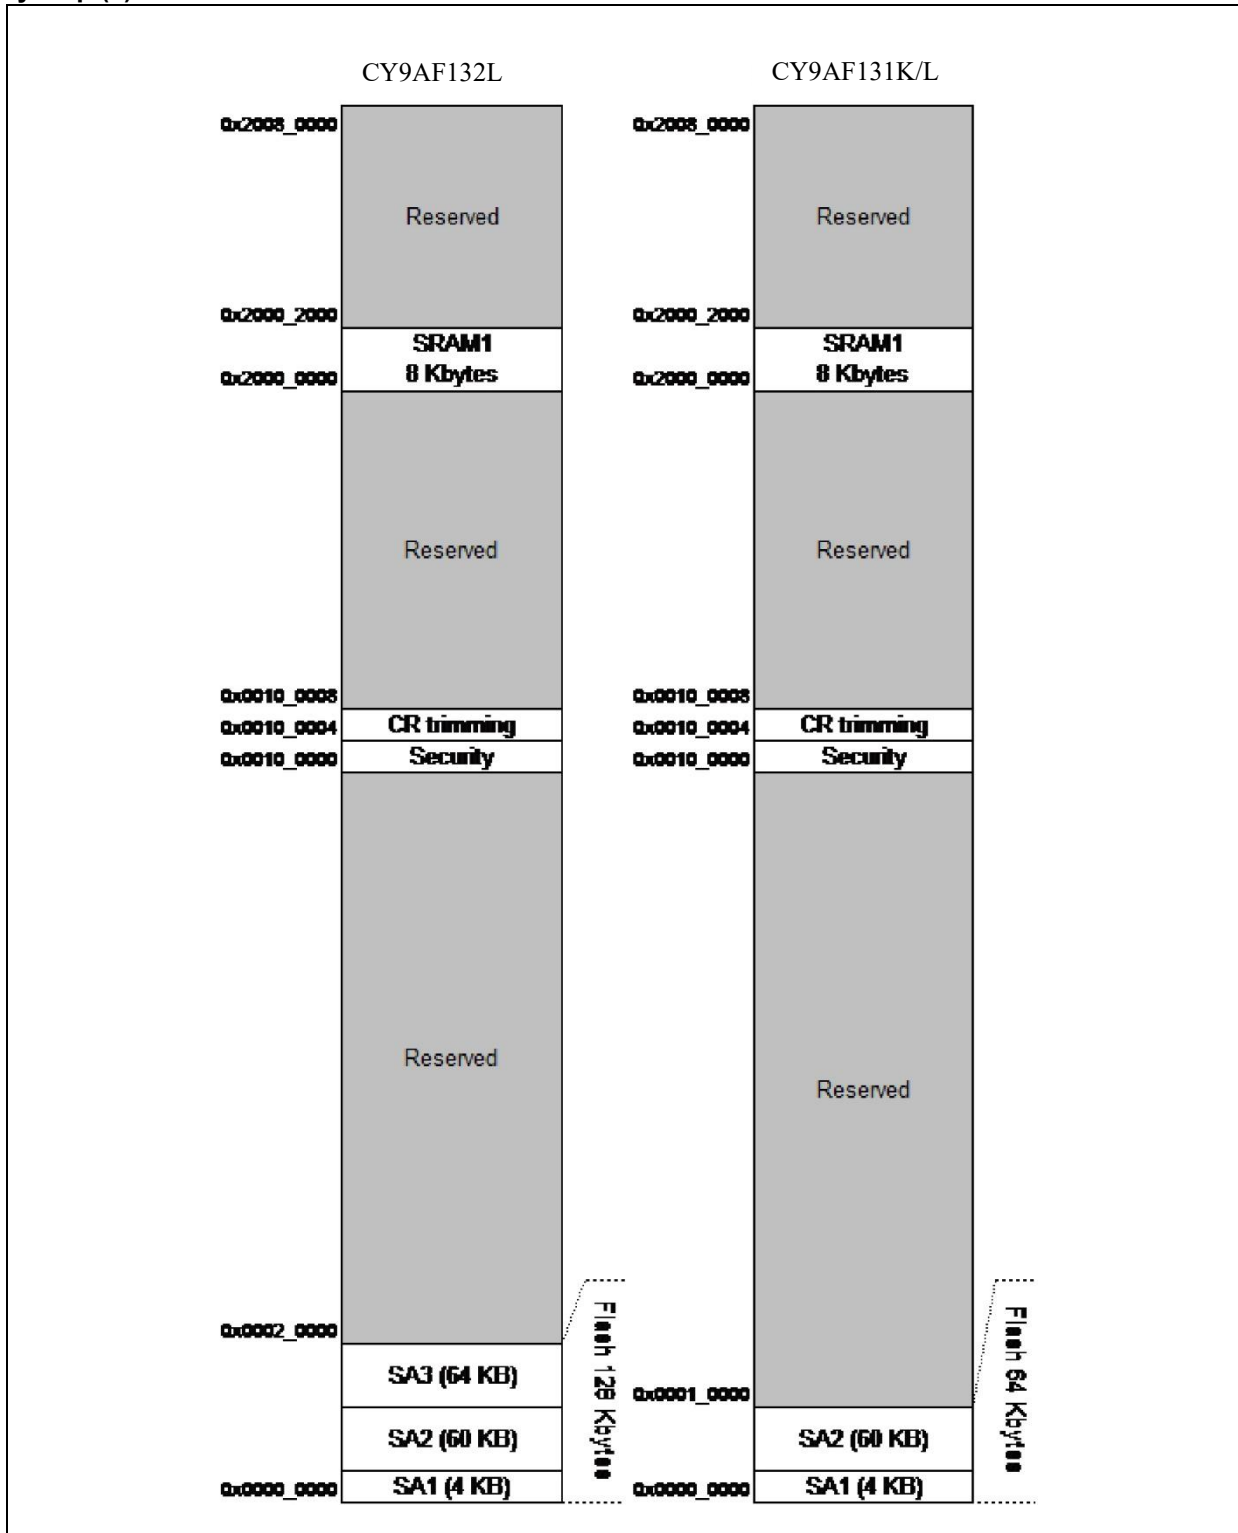 CY9AF132L
0x2008_0000
Reserved
0x2000_2000
SRAM1
8 Kbytes
0x2000_0000
Reserved
0x0010_0008
0x0010_0004
CR trimming
0x0010_0000
Security
Reserved
0x0002_0000
SA3 (64 KB)
SA2 (60 KB)
0x0000_0000
SA1 (4 KB)
Flash 128 Kbytes
CY9AF131K/L
0x2008_0000
Reserved
0x2000_2000
SRAM1
8 Kbytes
0x2000_0000
Reserved
0x0010_0008
0x0010_0004
CR trimming
0x0010_0000
Security
Reserved
0x0001_0000
SA2 (60 KB)
0x0000_0000
SA1 (4 KB)
Flash 64 Kbytes